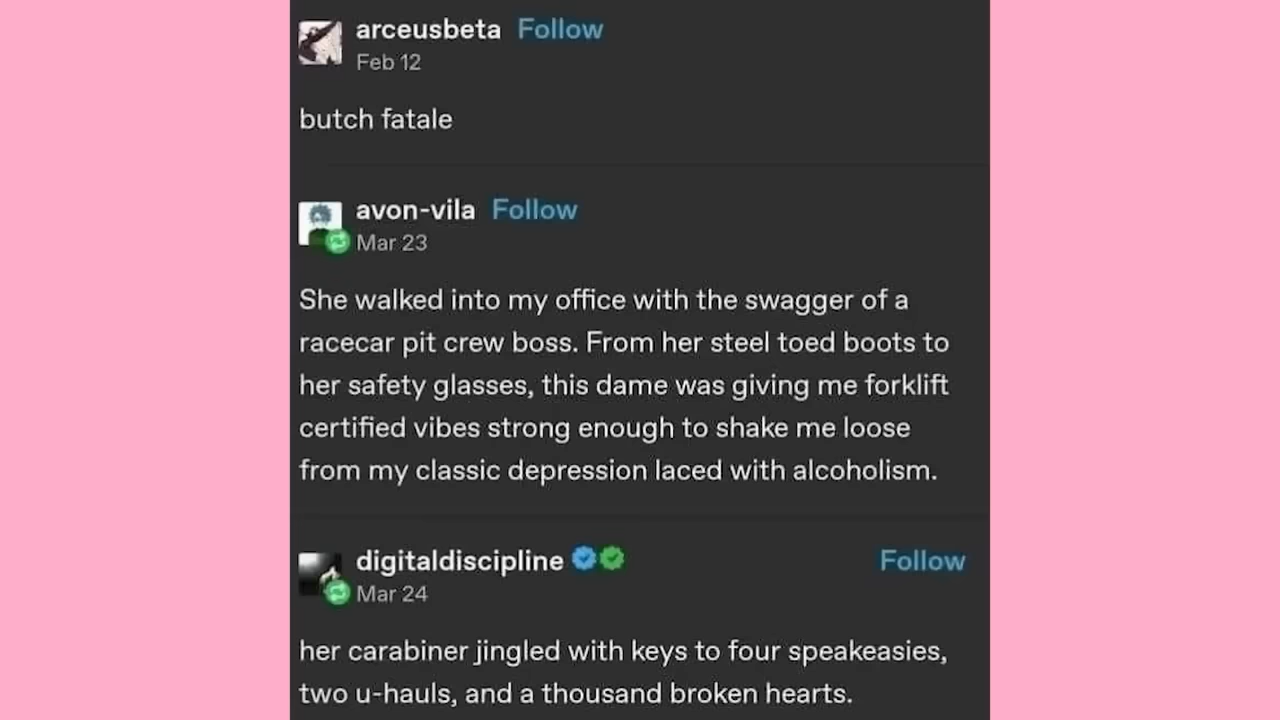 arceusbeta Follow
Feb 12
butch fatale
avon-vila Follow
Mar 23
She walked into my office with the swagger of a
racecar pit crew boss. From her steel toed boots to
her safety glasses, this dame was giving me forklift
certified vibes strong enough to shake me loose
from my classic depression laced with alcoholism.
digitaldiscipline Follow
Mar 24
her carabiner jingled with keys to four speakeasies,
two u-hauls, and a thousand broken hearts.